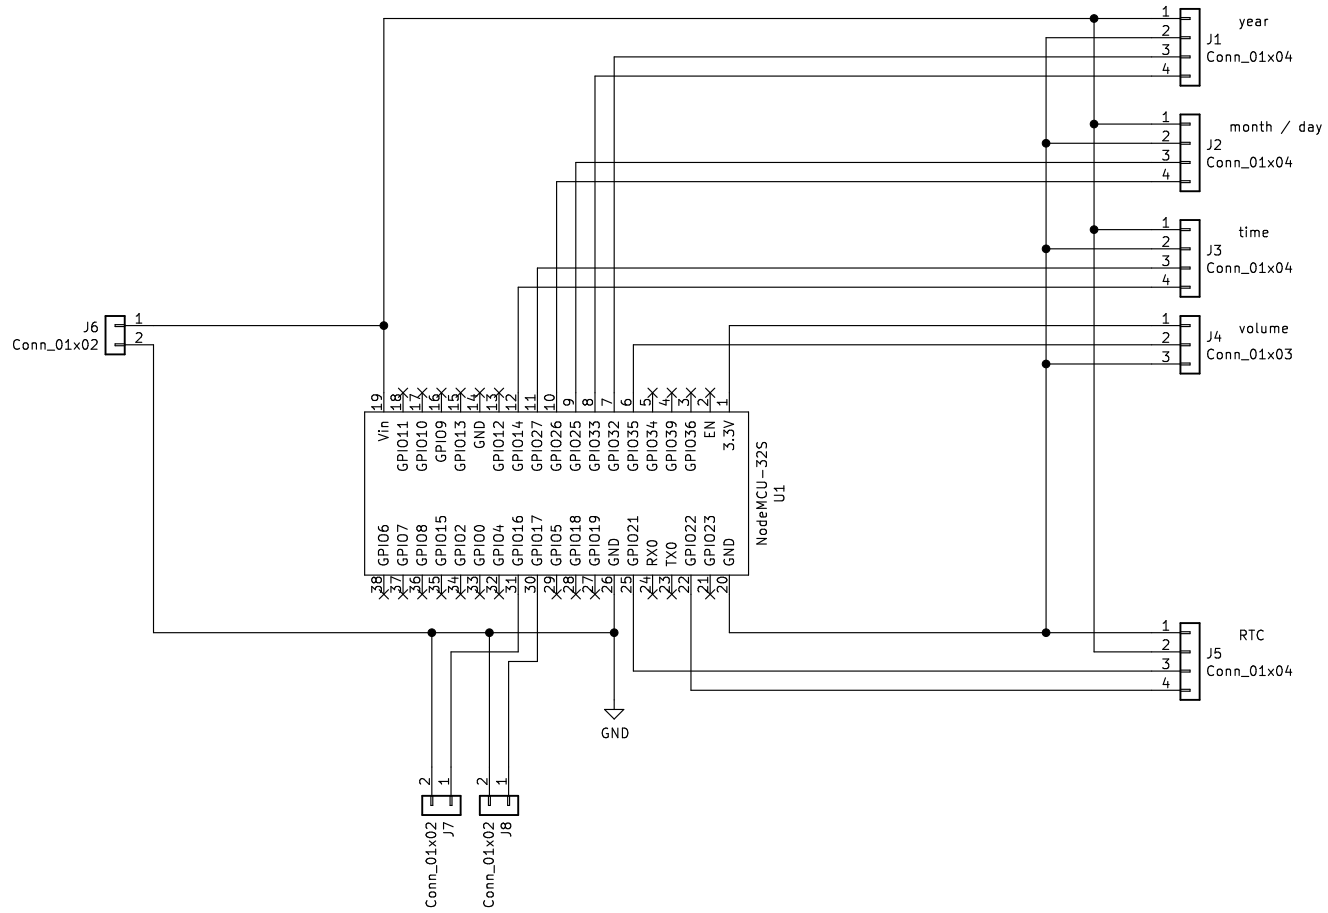 1 year
2 J1
3 Conn_01x04
4
1 month / day
2 J2
3 Conn_01x04
4
1 time
2 J3
3 Conn_01x04
4
1 volume
2 J4
3 Conn_01x03
J6 1
Conn_01x02 2
19 18 17 16 15 14 13 12 11 10 9 8 7 6 5 4 3 2 1
Vin GPIO11 GPIO10 GPIO9 GPIO13 GND GPIO12 GPIO14 GPIO27 GPIO26 GPIO25 GPIO33 GPIO32 GPIO35 GPIO34 GPIO39 GPIO36 EN 3.3V
NodeMCU-32S
U1
GPIO6 GPIO7 GPIO8 GPIO15 GPIO2 GPIO0 GPIO4 GPIO16 GPIO17 GPIO5 GPIO18 GPIO19 GND GPIO21 RX0 TX0 GPIO22 GPIO23 GND
38 37 36 35 34 33 32 31 30 29 28 27 26 25 24 23 22 21 20
1 RTC
2 J5
3 Conn_01x04
4
GND
2 1 2 1
Conn_01x02 J7 Conn_01x02 J8